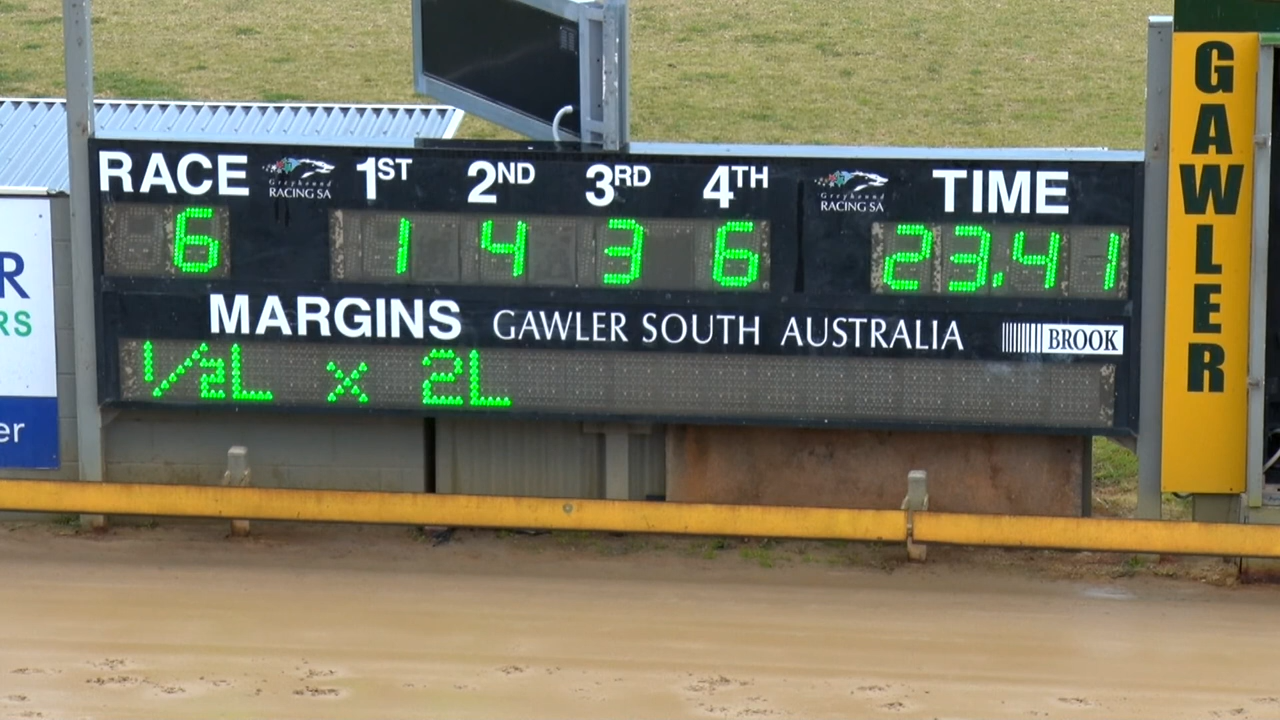 RACE Greyhound RACING SA 1ST 2ND 3RD 4TH Greyhound RACING SA TIME
6 1 4 3 6 23.41
MARGINS GAWLER SOUTH AUSTRALIA BROOK
1/2L x 2L
GAWLER
R
RS
er